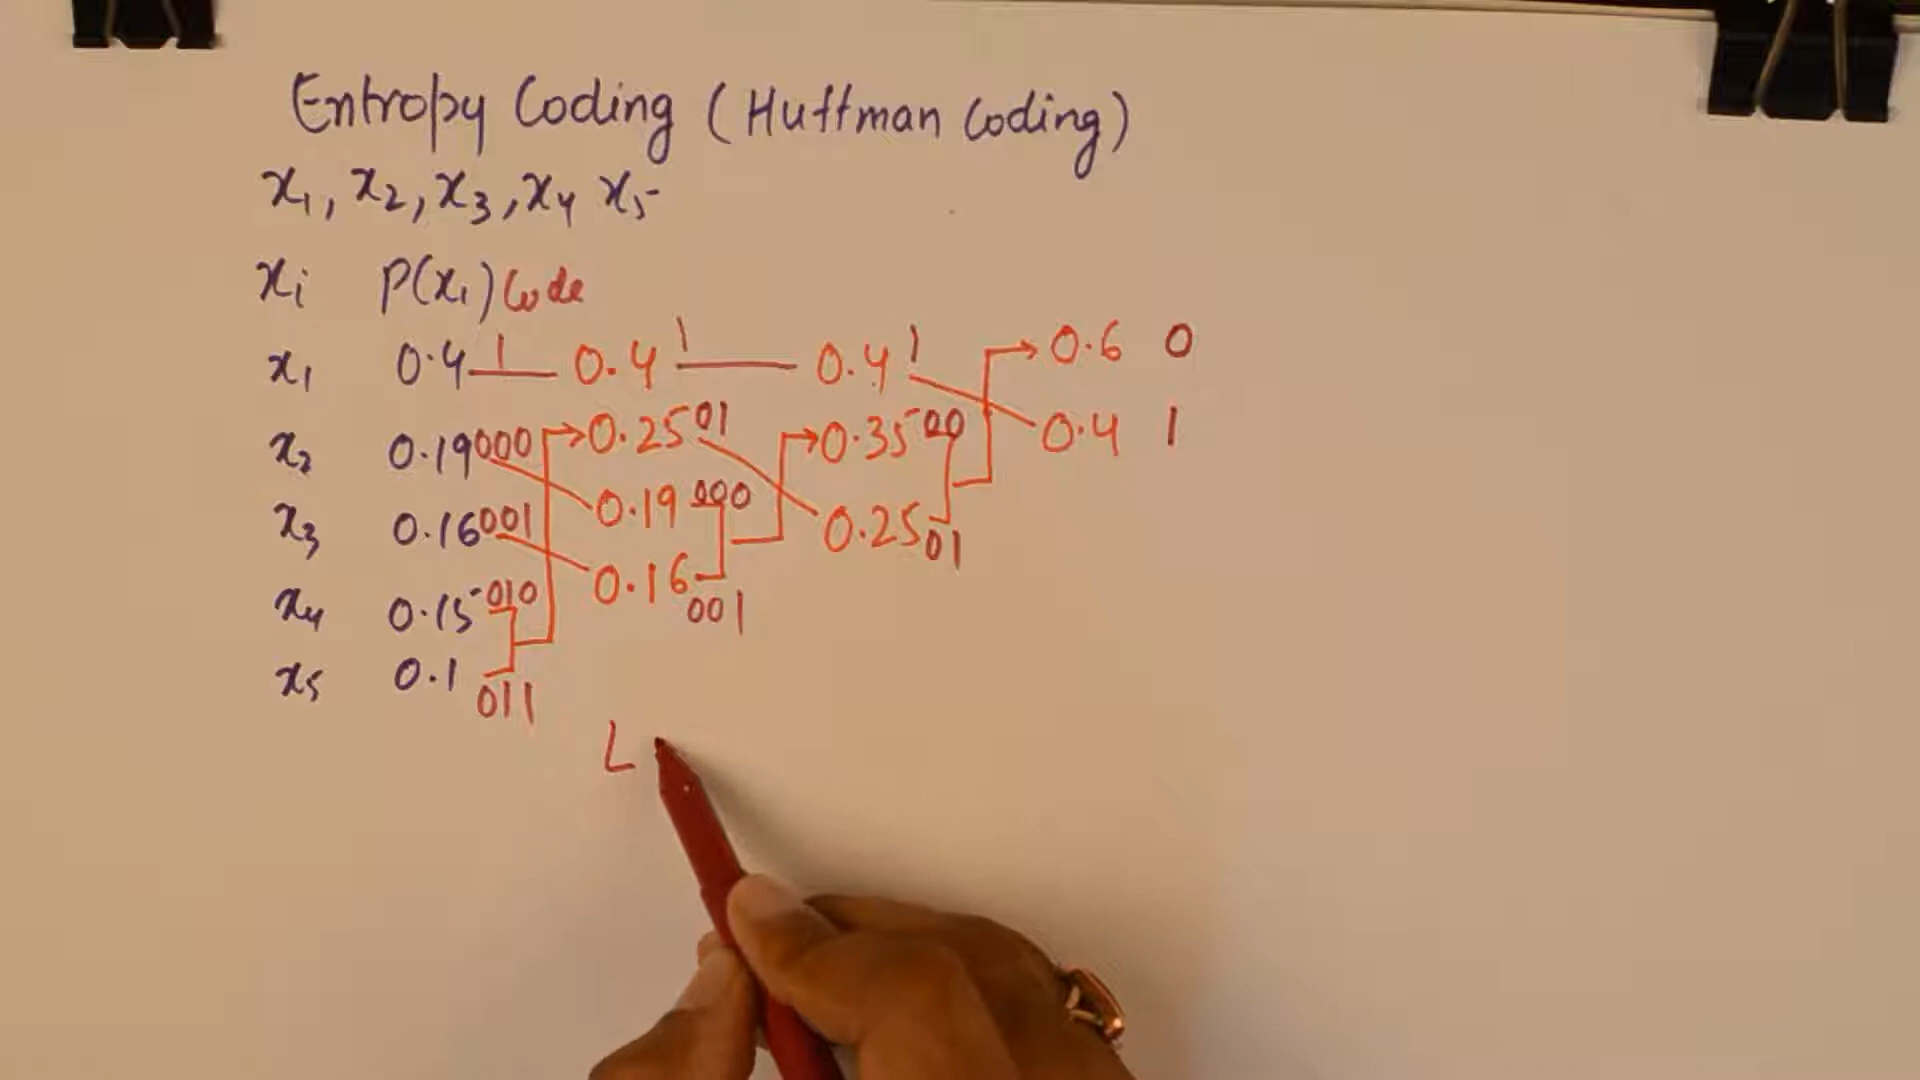 Entropy Coding (Huffman Coding)
x1, x2, x3, x4 x5
xi P(x1) Code
x1 0.4 1 0.4 1 0.4 1 0.6 0
x2 0.19 000 0.25 01 0.35 00 0.4 1
x3 0.16 001 0.19 000 0.25 01
x4 0.15 010 0.16 001
x5 0.1 011
L